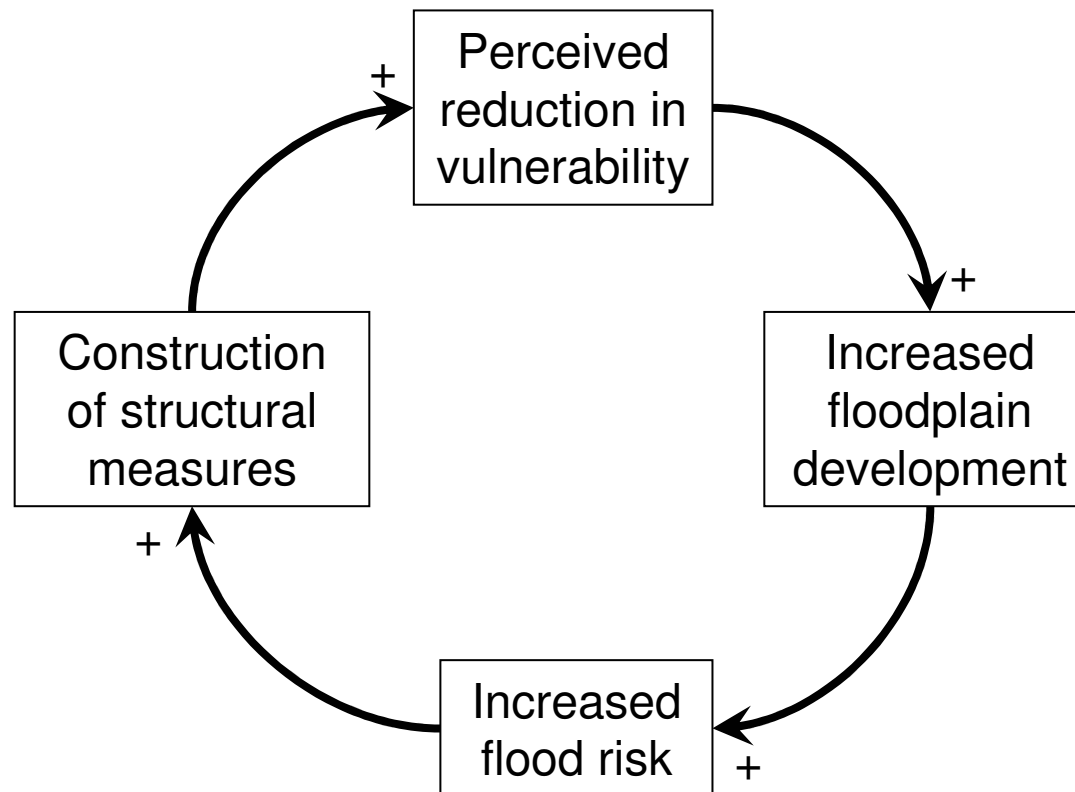 +
Perceived
reduction in
vulnerability
+
Construction
of structural
measures
Increased
floodplain
development
+
Increased
flood risk
+